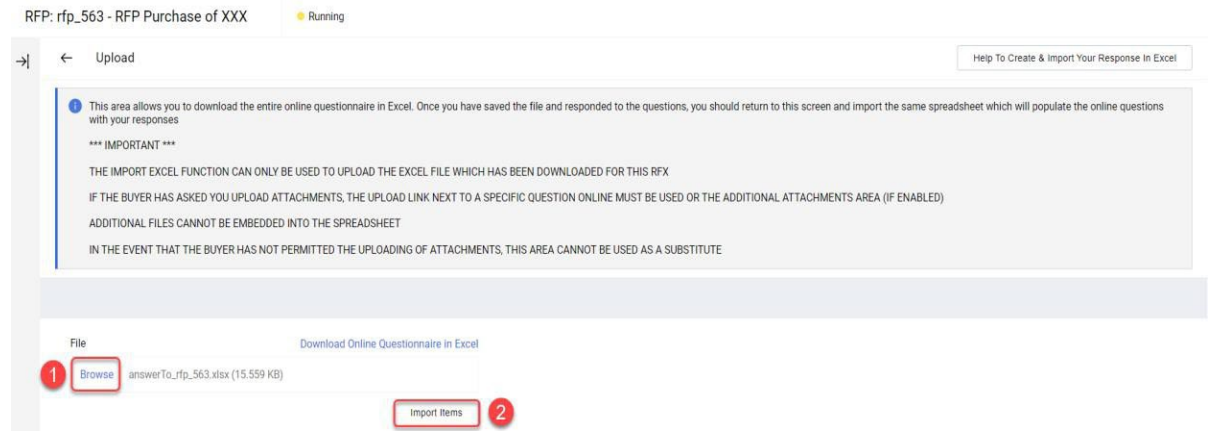 RFP: rfp_563 - RFP Purchase of XXX Running
Upload Help To Create & Import Your Response In Excel
This area allows you to download the entire online questionnaire in Excel. Once you have saved the file and responded to the questions, you should return to this screen and import the same spreadsheet which will populate the online questions
with your responses
*** IMPORTANT ***
THE IMPORT EXCEL FUNCTION CAN ONLY BE USED TO UPLOAD THE EXCEL FILE WHICH HAS BEEN DOWNLOADED FOR THIS RFX
IF THE BUYER HAS ASKED YOU UPLOAD ATTACHMENTS, THE UPLOAD LINK NEXT TO A SPECIFIC QUESTION ONLINE MUST BE USED OR THE ADDITIONAL ATTACHMENTS AREA (IF ENABLED)
ADDITIONAL FILES CANNOT BE EMBEDDED INTO THE SPREADSHEET
IN THE EVENT THAT THE BUYER HAS NOT PERMITTED THE UPLOADING OF ATTACHMENTS, THIS AREA CANNOT BE USED AS A SUBSTITUTE
File Download Online Questionnaire in Excel
1 Browse answerTo_rfp_563.xlsx (15.559 KB)
Import Items 2